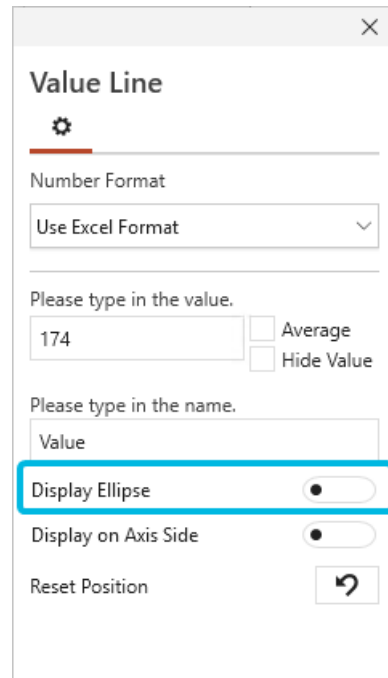 Value Line
Number Format
Use Excel Format
Please type in the value.
174
Average
Hide Value
Please type in the name.
Value
Display Ellipse
Display on Axis Side
Reset Position